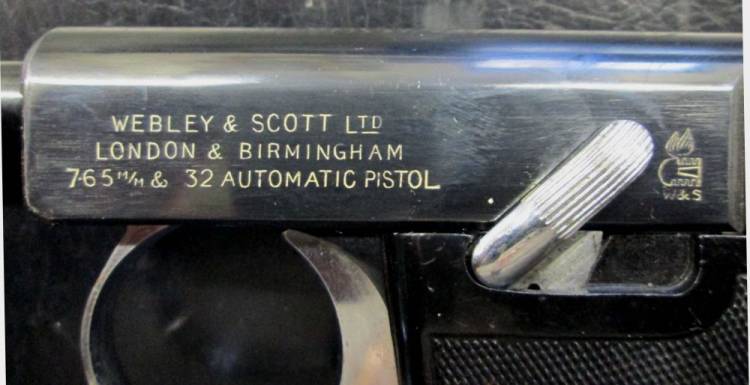 WEBLEY & SCOTT LTD
LONDON & BIRMINGHAM
7·65 M/M & 32 AUTOMATIC PISTOL
W&S